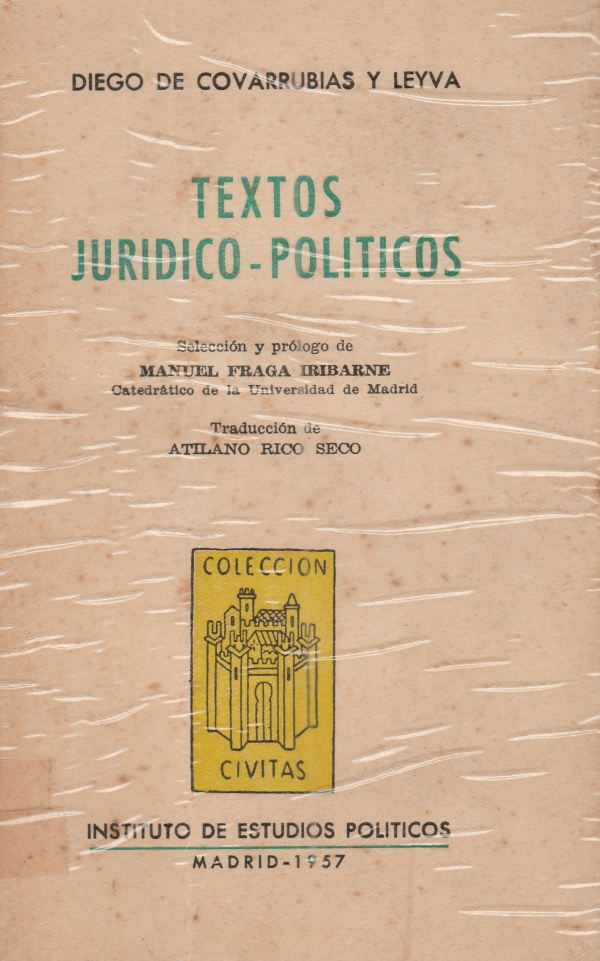 DIEGO DE COVARRUBIAS Y LEYVA
TEXTOS
JURIDICO-POLITICOS
Selección y prólogo de
MANUEL FRAGA IRIBARNE
Catedrático de la Universidad de Madrid
Traducción de
ATILANO RICO SECO
COLECCION
CIVITAS
INSTITUTO DE ESTUDIOS POLITICOS
MADRID-1957